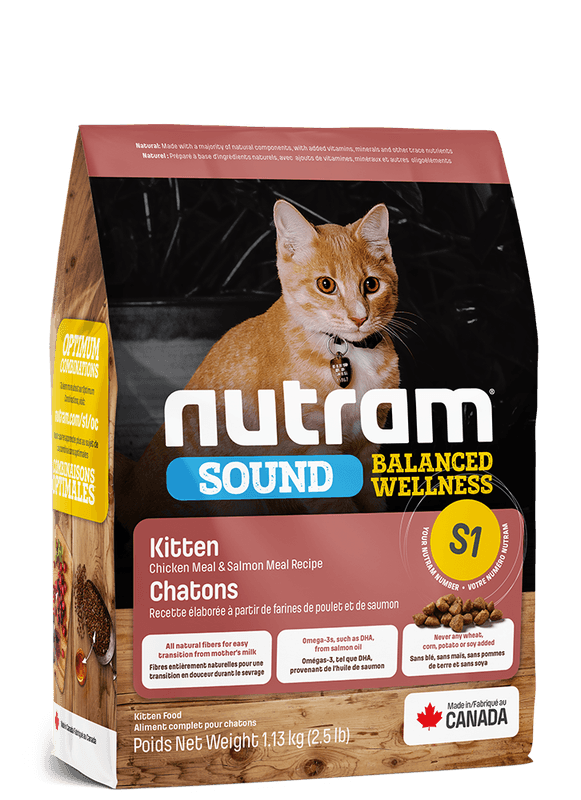 Natural: Made with a majority of natural components, with added vitamins, minerals and other trace nutrients
Naturel: Préparé à base d'ingrédients naturels, avec ajouts de vitamines, minéraux et autres oligoéléments
OPTIMUM
COMBINATIONS
nutram.com/st/oc
COMBINAISONS
OPTIMALES
nutram®
SOUND
BALANCED
WELLNESS
YOUR NUTRAM NUMBER • VOTRE NUMÉRO NUTRAM
S1
Kitten
Chicken Meal & Salmon Meal Recipe
Chatons
Recette élaborée à partir de farines de poulet et de saumon
All natural fibers for easy
transition from mother's milk
Fibres entièrement naturelles pour une
transition en douceur durant le sevrage
Omega-3s, such as DHA,
from salmon oil
Omégas-3, tel que DHA,
provenant de l'huile de saumon
Never any wheat,
corn, potato or soy added
Sans blé, sans maïs, sans pommes
de terre et sans soya
Kitten Food
Aliment complet pour chatons
Poids Net Weight 1.13 kg (2.5 lb)
Made in/Fabriqué au
CANADA